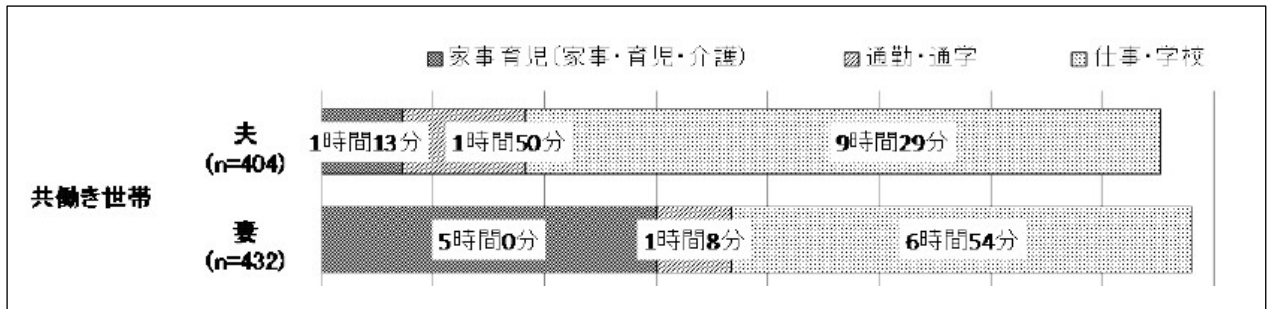 家事育児(家事・育児・介護) 通勤・通学 仕事・学校
夫
(n=404)
1時間13分 1時間50分 9時間29分
共働き世帯
妻
(n=432)
5時間0分 1時間8分 6時間54分